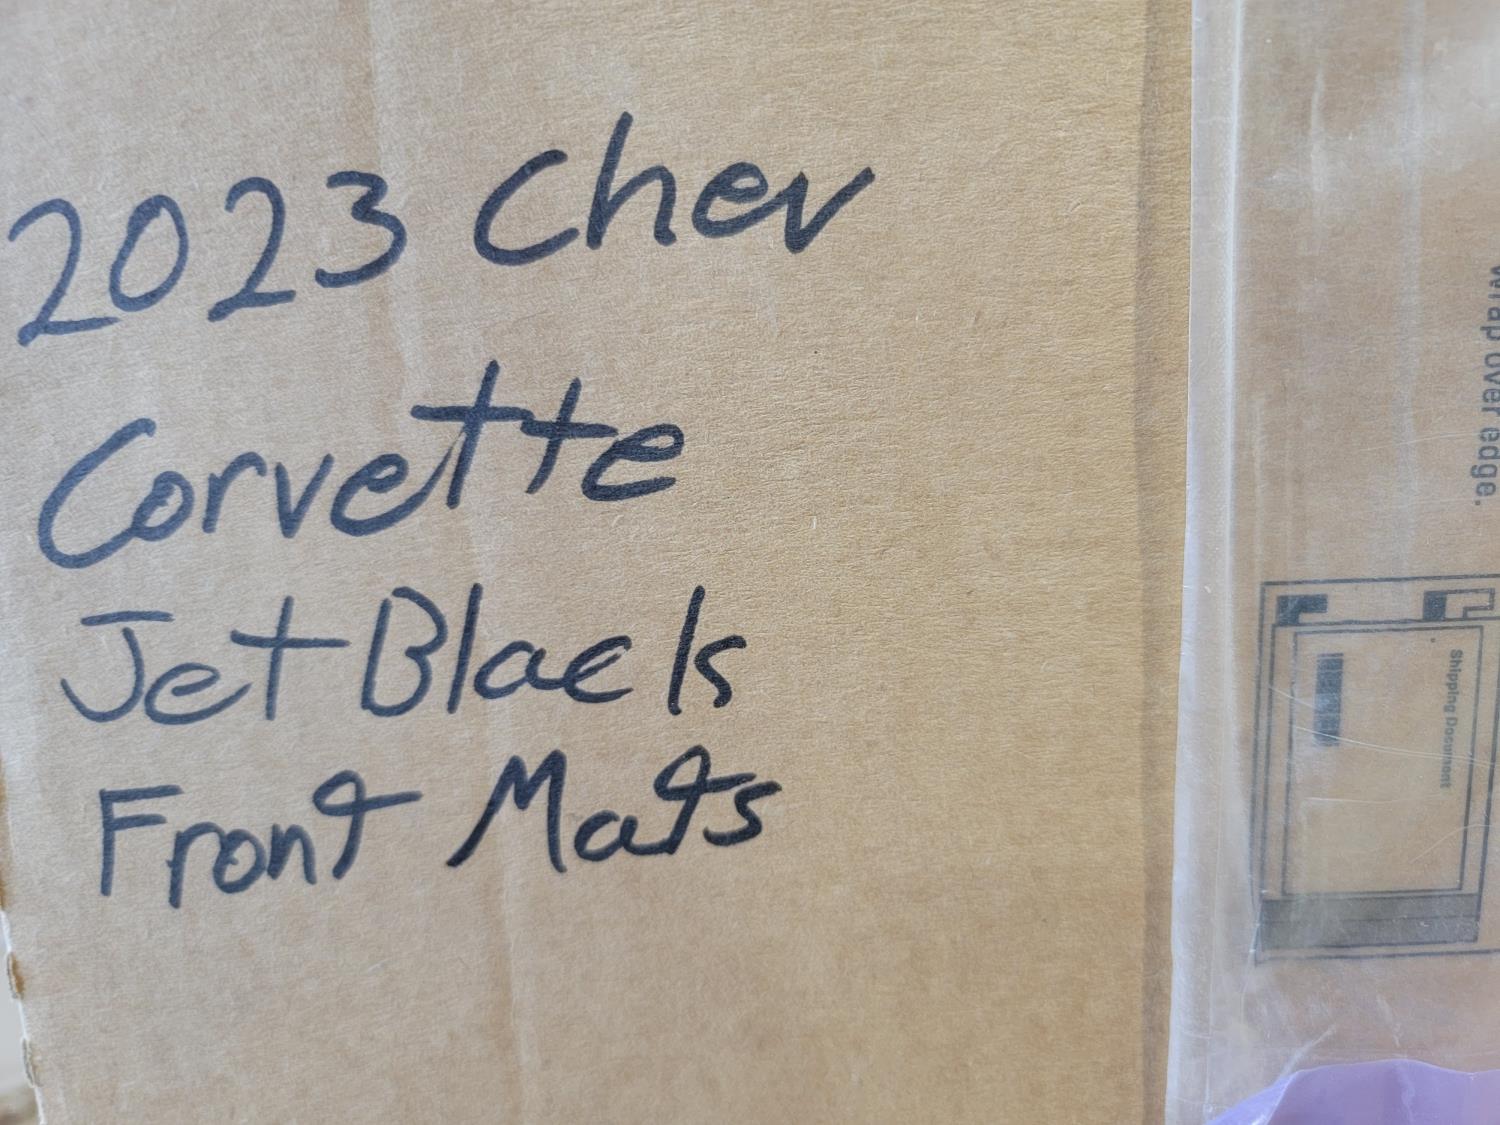 2023 Chev
Corvette
Jet Black
Front Mats
Wrap over edge.
Shipping Document